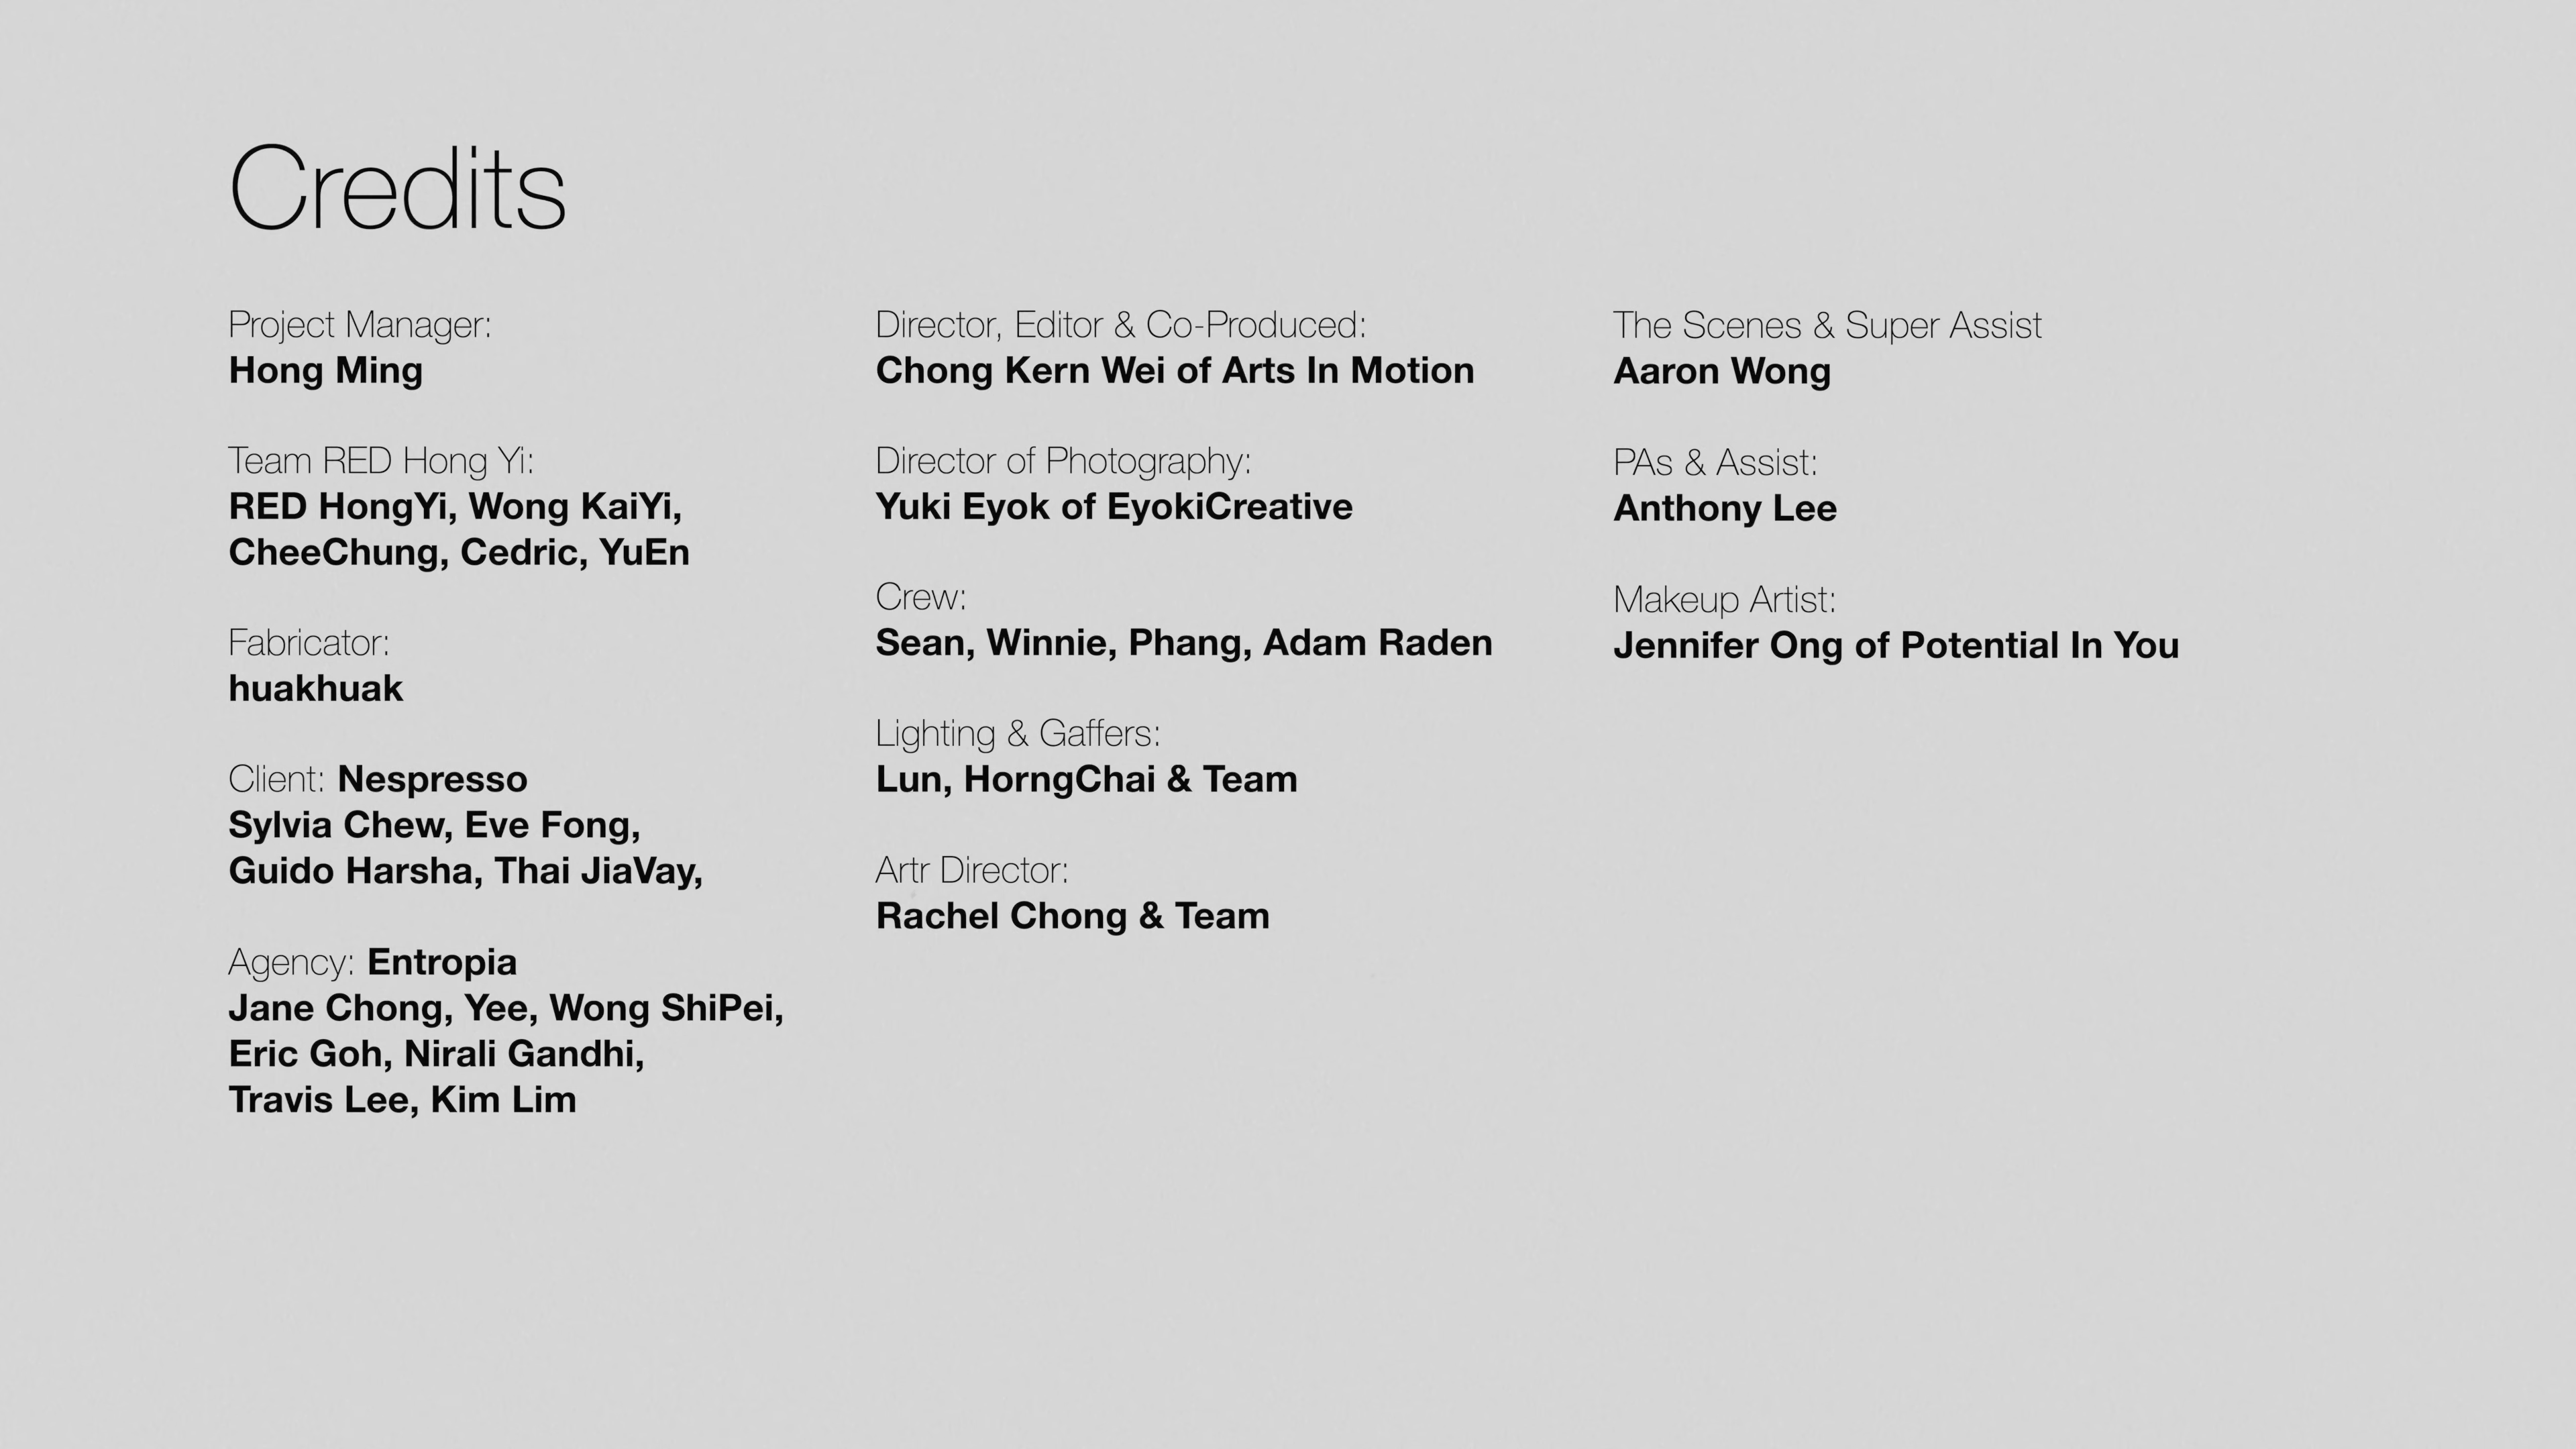 Credits
Project Manager:
Hong Ming
Team RED Hong Yi:
RED HongYi, Wong KaiYi,
CheeChung, Cedric, YuEn
Fabricator:
huakhuak
Client: Nespresso
Sylvia Chew, Eve Fong,
Guido Harsha, Thai JiaVay,
Agency: Entropia
Jane Chong, Yee, Wong ShiPei,
Eric Goh, Nirali Gandhi,
Travis Lee, Kim Lim
Director, Editor & Co-Produced:
Chong Kern Wei of Arts In Motion
Director of Photography:
Yuki Eyok of EyokiCreative
Crew:
Sean, Winnie, Phang, Adam Raden
Lighting & Gaffers:
Lun, HorngChai & Team
Artr Director:
Rachel Chong & Team
The Scenes & Super Assist
Aaron Wong
PAs & Assist:
Anthony Lee
Makeup Artist:
Jennifer Ong of Potential In You